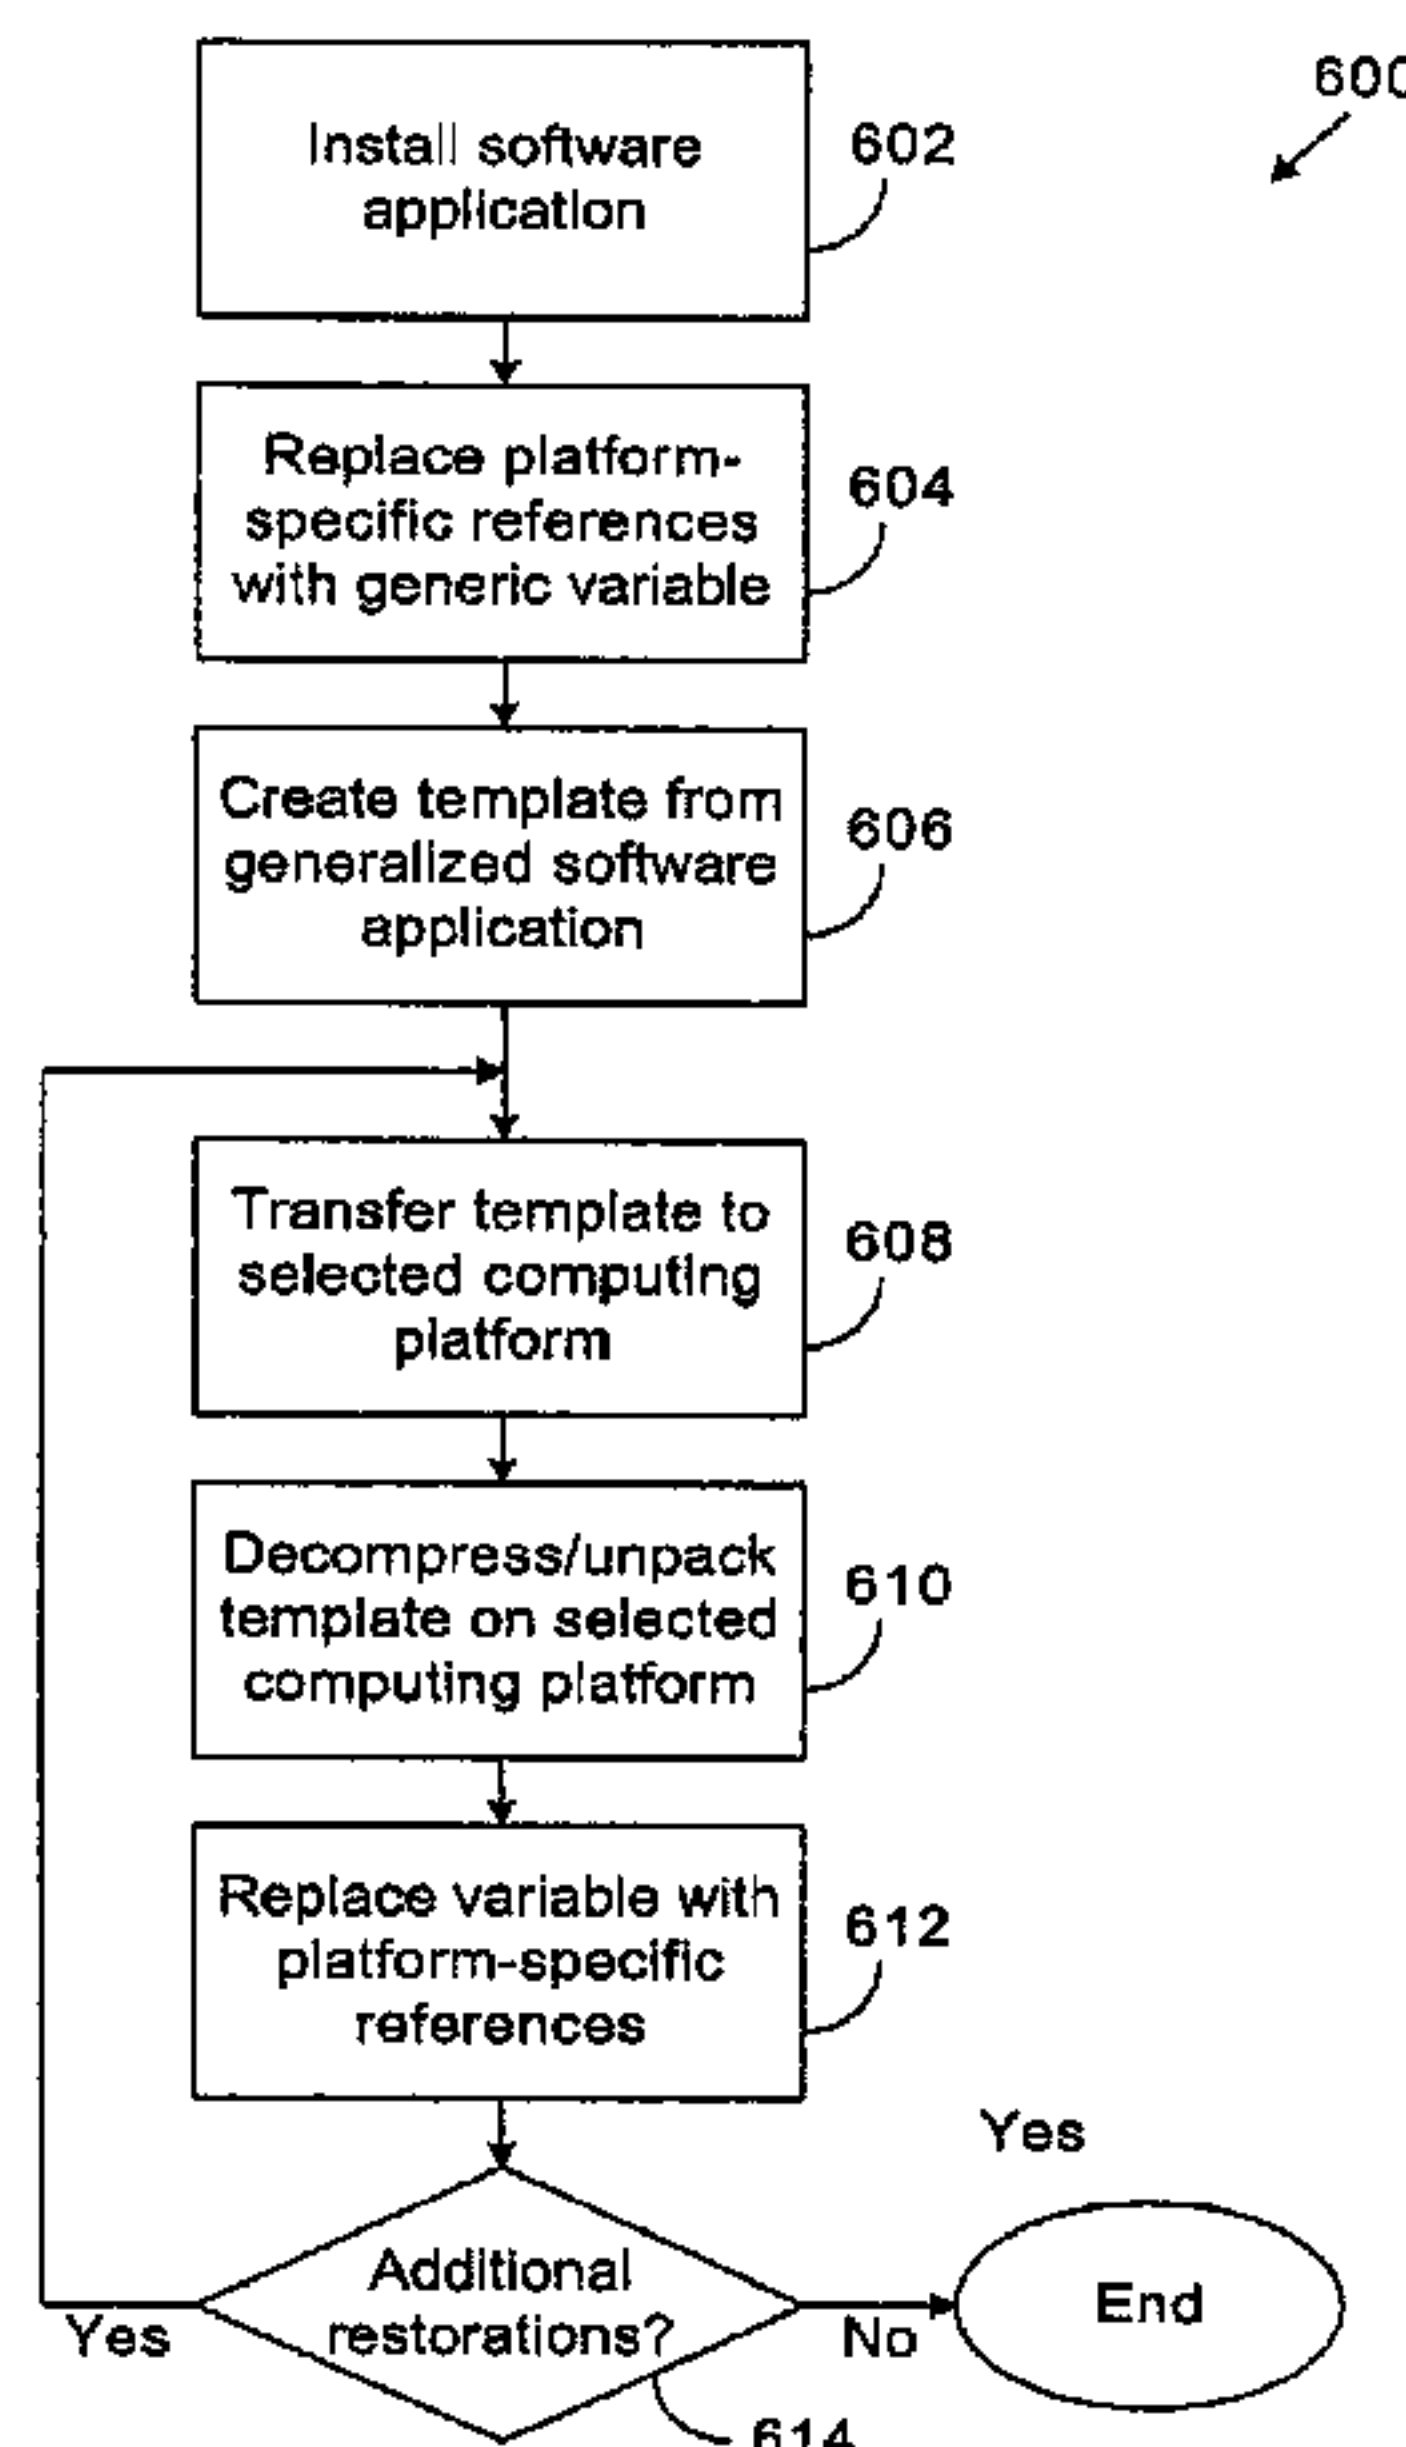 600
Install software
application
602
Replace platform-
specific references
with generic variable
604
Create template from
generalized software
application
606
Transfer template to
selected computing
platform
608
Decompress/unpack
template on selected
computing platform
610
Replace variable with
platform-specific
references
612
Yes
Additional
restorations?
Yes
No
End
614